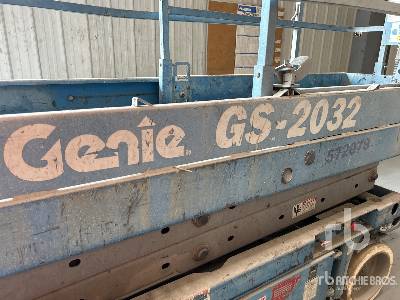 Genie GS-2032
572079
rb
RITCHIE BROS.